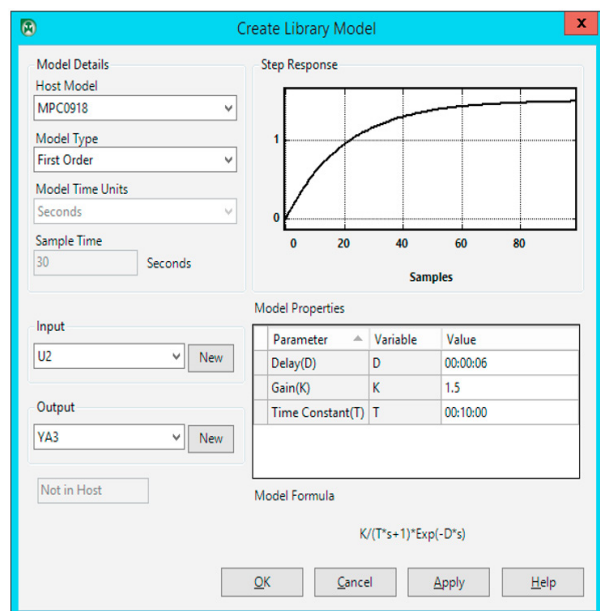 Create Library Model
x
Model Details
Host Model
MPC0918
Model Type
First Order
Model Time Units
Seconds
Sample Time
30 Seconds
Input
U2 New
Output
YA3 New
Not in Host
Step Response
1
0
0 20 40 60 80
Samples
Model Properties
Parameter Variable Value
Delay(D) D 00:00:06
Gain(K) K 1.5
Time Constant(T) T 00:10:00
Model Formula
K/(T*s+1)*Exp(-D*s)
OK Cancel Apply Help